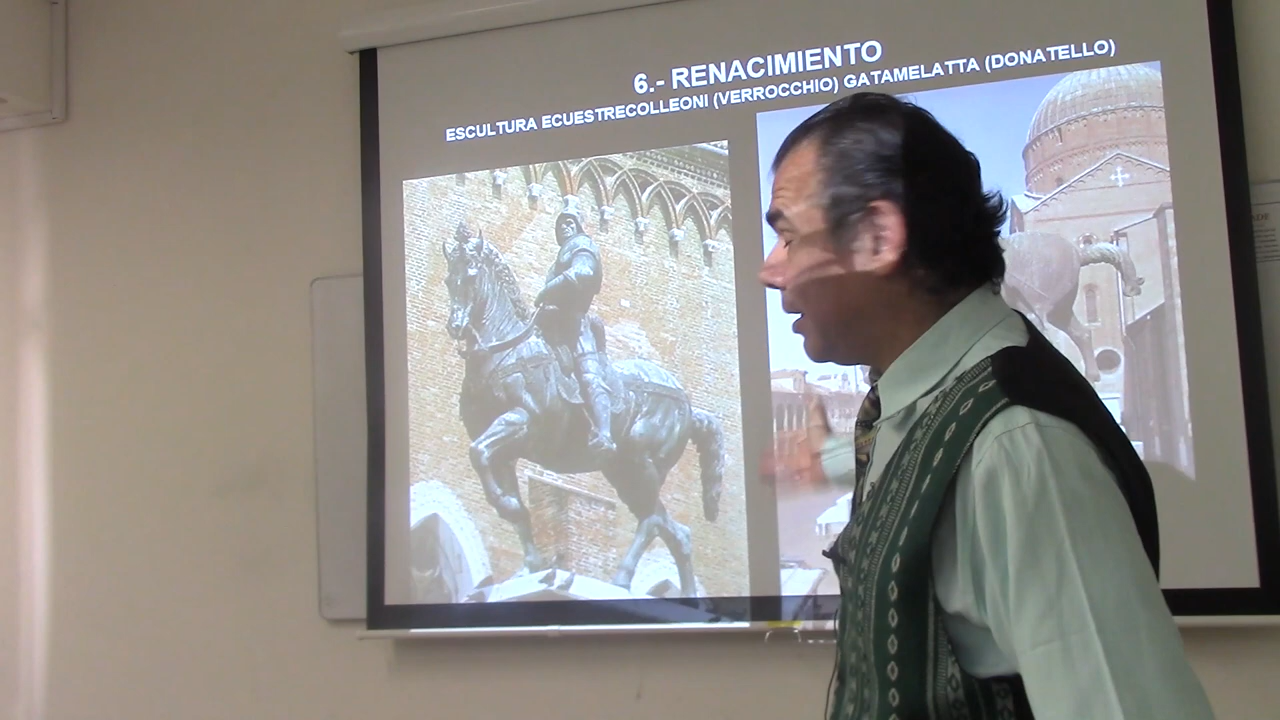 6.- RENACIMIENTO
ESCULTURA ECUESTRECOLLEONI (VERROCCHIO) GATAMELATTA (DONATELLO)